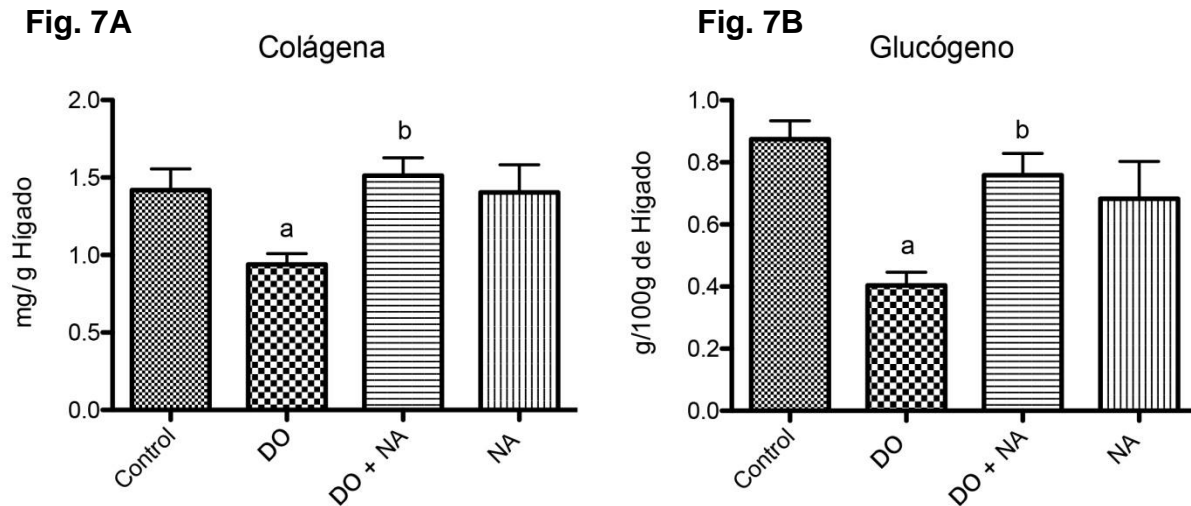 Fig. 7A
Colágena
mg/ g Hígado
2.0
1.5
1.0
0.5
0.0
a
b
Control
DO
DO + NA
NA
Fig. 7B
Glucógeno
g/100g de Hígado
1.0
0.8
0.6
0.4
0.2
0.0
a
b
Control
DO
DO + NA
NA